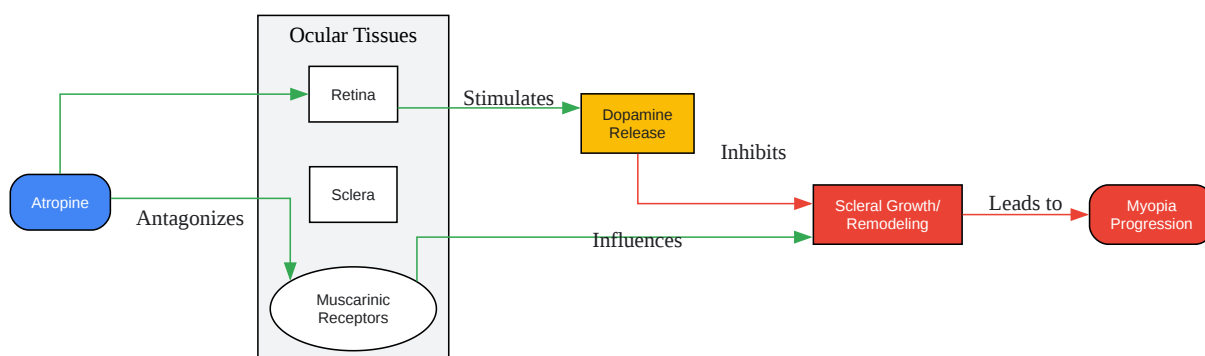 Ocular Tissues
Retina
Stimulates
Dopamine
Release
Inhibits
Sclera
Atropine
Antagonizes
Scleral Growth/
Remodeling
Leads to
Myopia
Progression
Influences
Muscarinic
Receptors